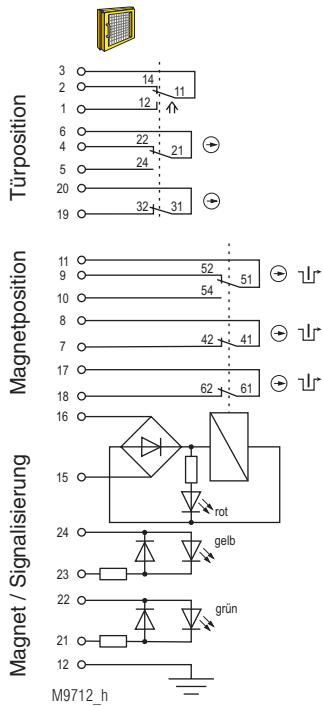 Türposition
3
2 14
11
1 12
6
4 22
21
5 24
20
19 32 31
Magnetposition
11
9 52
51
10 54
8
7 42 41
17
18 62 61
Magnet / Signalisierung
16
15
rot
24
gelb
23
22
grün
21
12
M9712_h